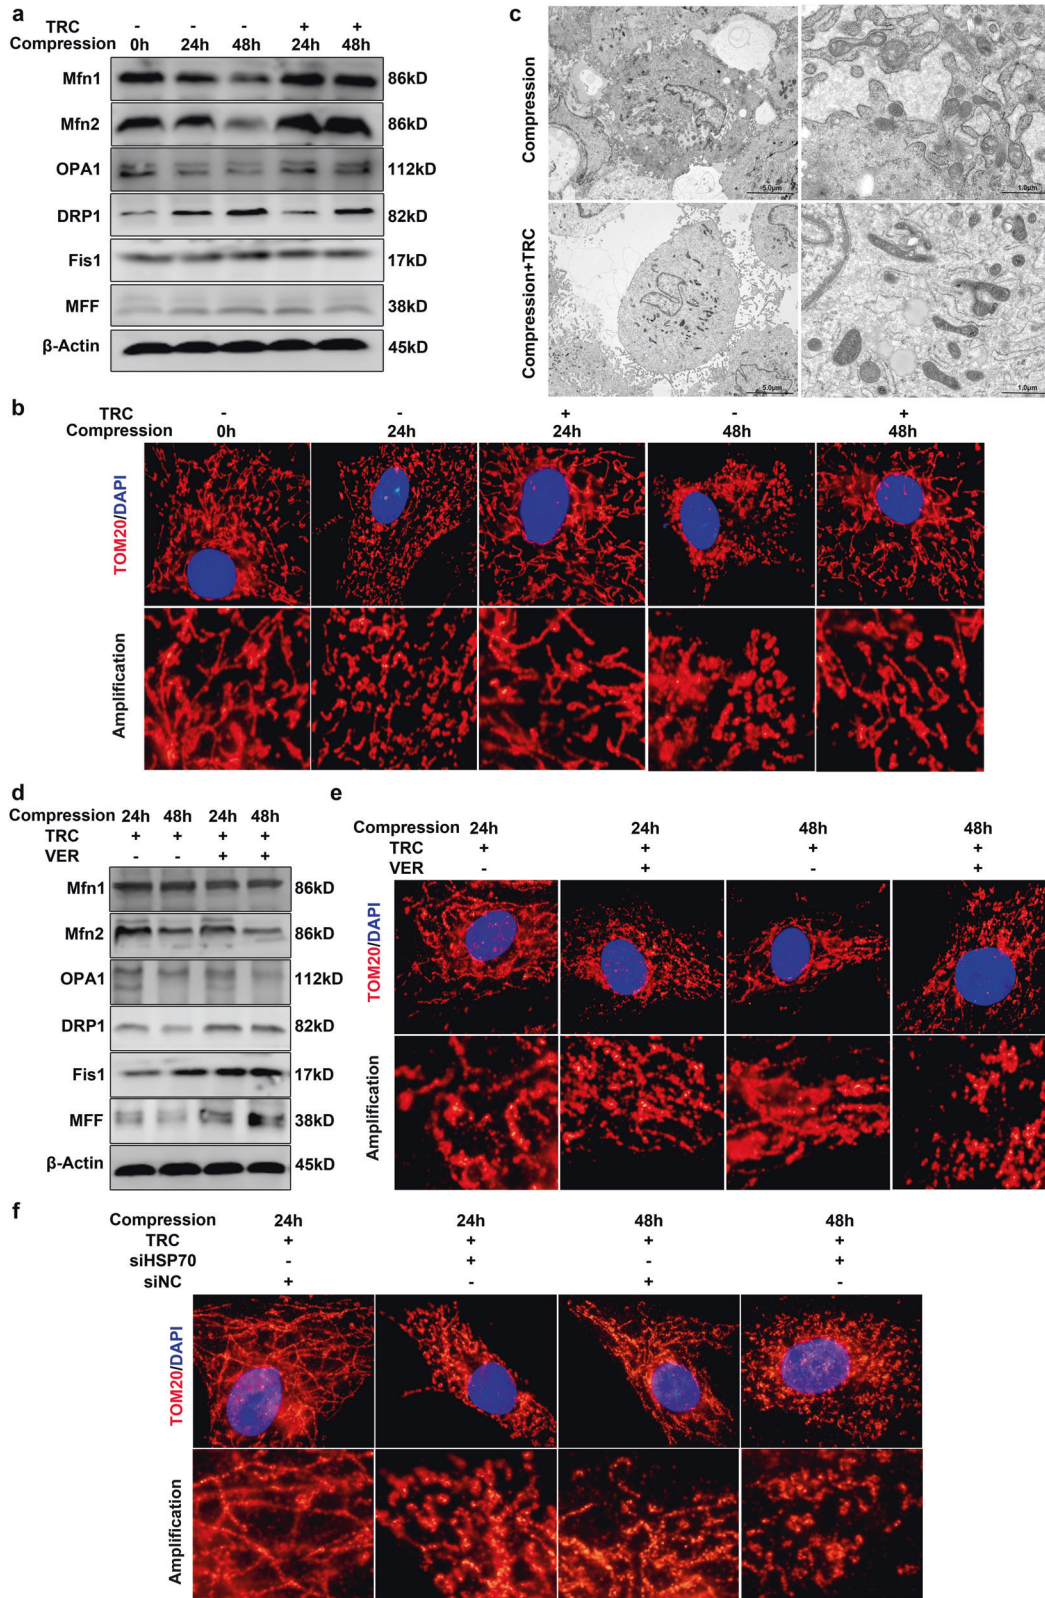 a
TRC - - - + +
Compression 0h 24h 48h 24h 48h
Mfn1 86kD
Mfn2 86kD
OPA1 112kD
DRP1 82kD
Fis1 17kD
MFF 38kD
β-Actin 45kD
c
Compression
5.0μm
1.0μm
Compression+TRC
5.0μm
1.0μm
b
TRC - - + - +
Compression 0h 24h 24h 48h 48h
TOM20/DAPI
Amplification
d
Compression 24h 48h 24h 48h
TRC + + + +
VER - - + +
Mfn1 86kD
Mfn2 86kD
OPA1 112kD
DRP1 82kD
Fis1 17kD
MFF 38kD
β-Actin 45kD
e
Compression 24h 24h 48h 48h
TRC + + + +
VER - + - +
TOM20/DAPI
Amplification
f
Compression 24h 24h 48h 48h
TRC + + + +
siHSP70 - + - +
siNC + - + -
TOM20/DAPI
Amplification